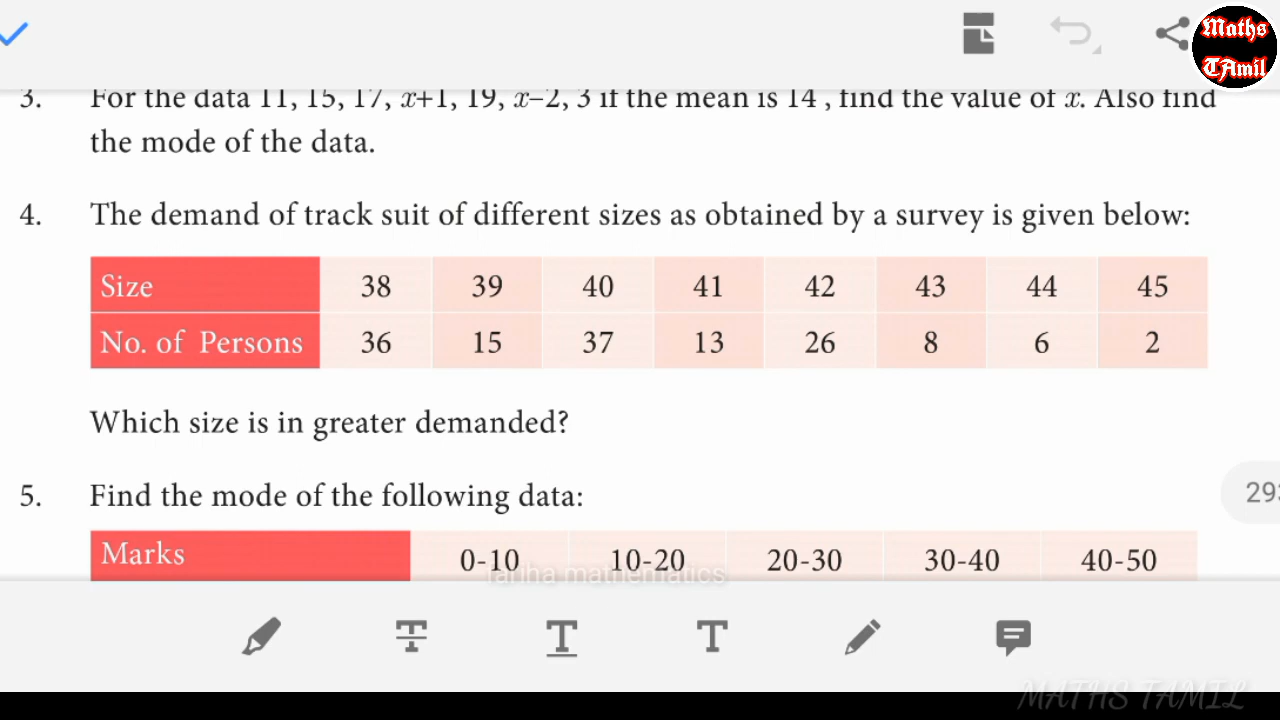 Maths
TAmil
3. For the data 11, 15, 17, x+1, 19, x–2, 3 if the mean is 14 , find the value of x. Also find
the mode of the data.
4. The demand of track suit of different sizes as obtained by a survey is given below:
Size 38 39 40 41 42 43 44 45
No. of Persons 36 15 37 13 26 8 6 2
Which size is in greater demanded?
293
5. Find the mode of the following data:
Marks 0-10 10-20 20-30 30-40 40-50
tariha mathematics
T T T
MATHS TAMIL